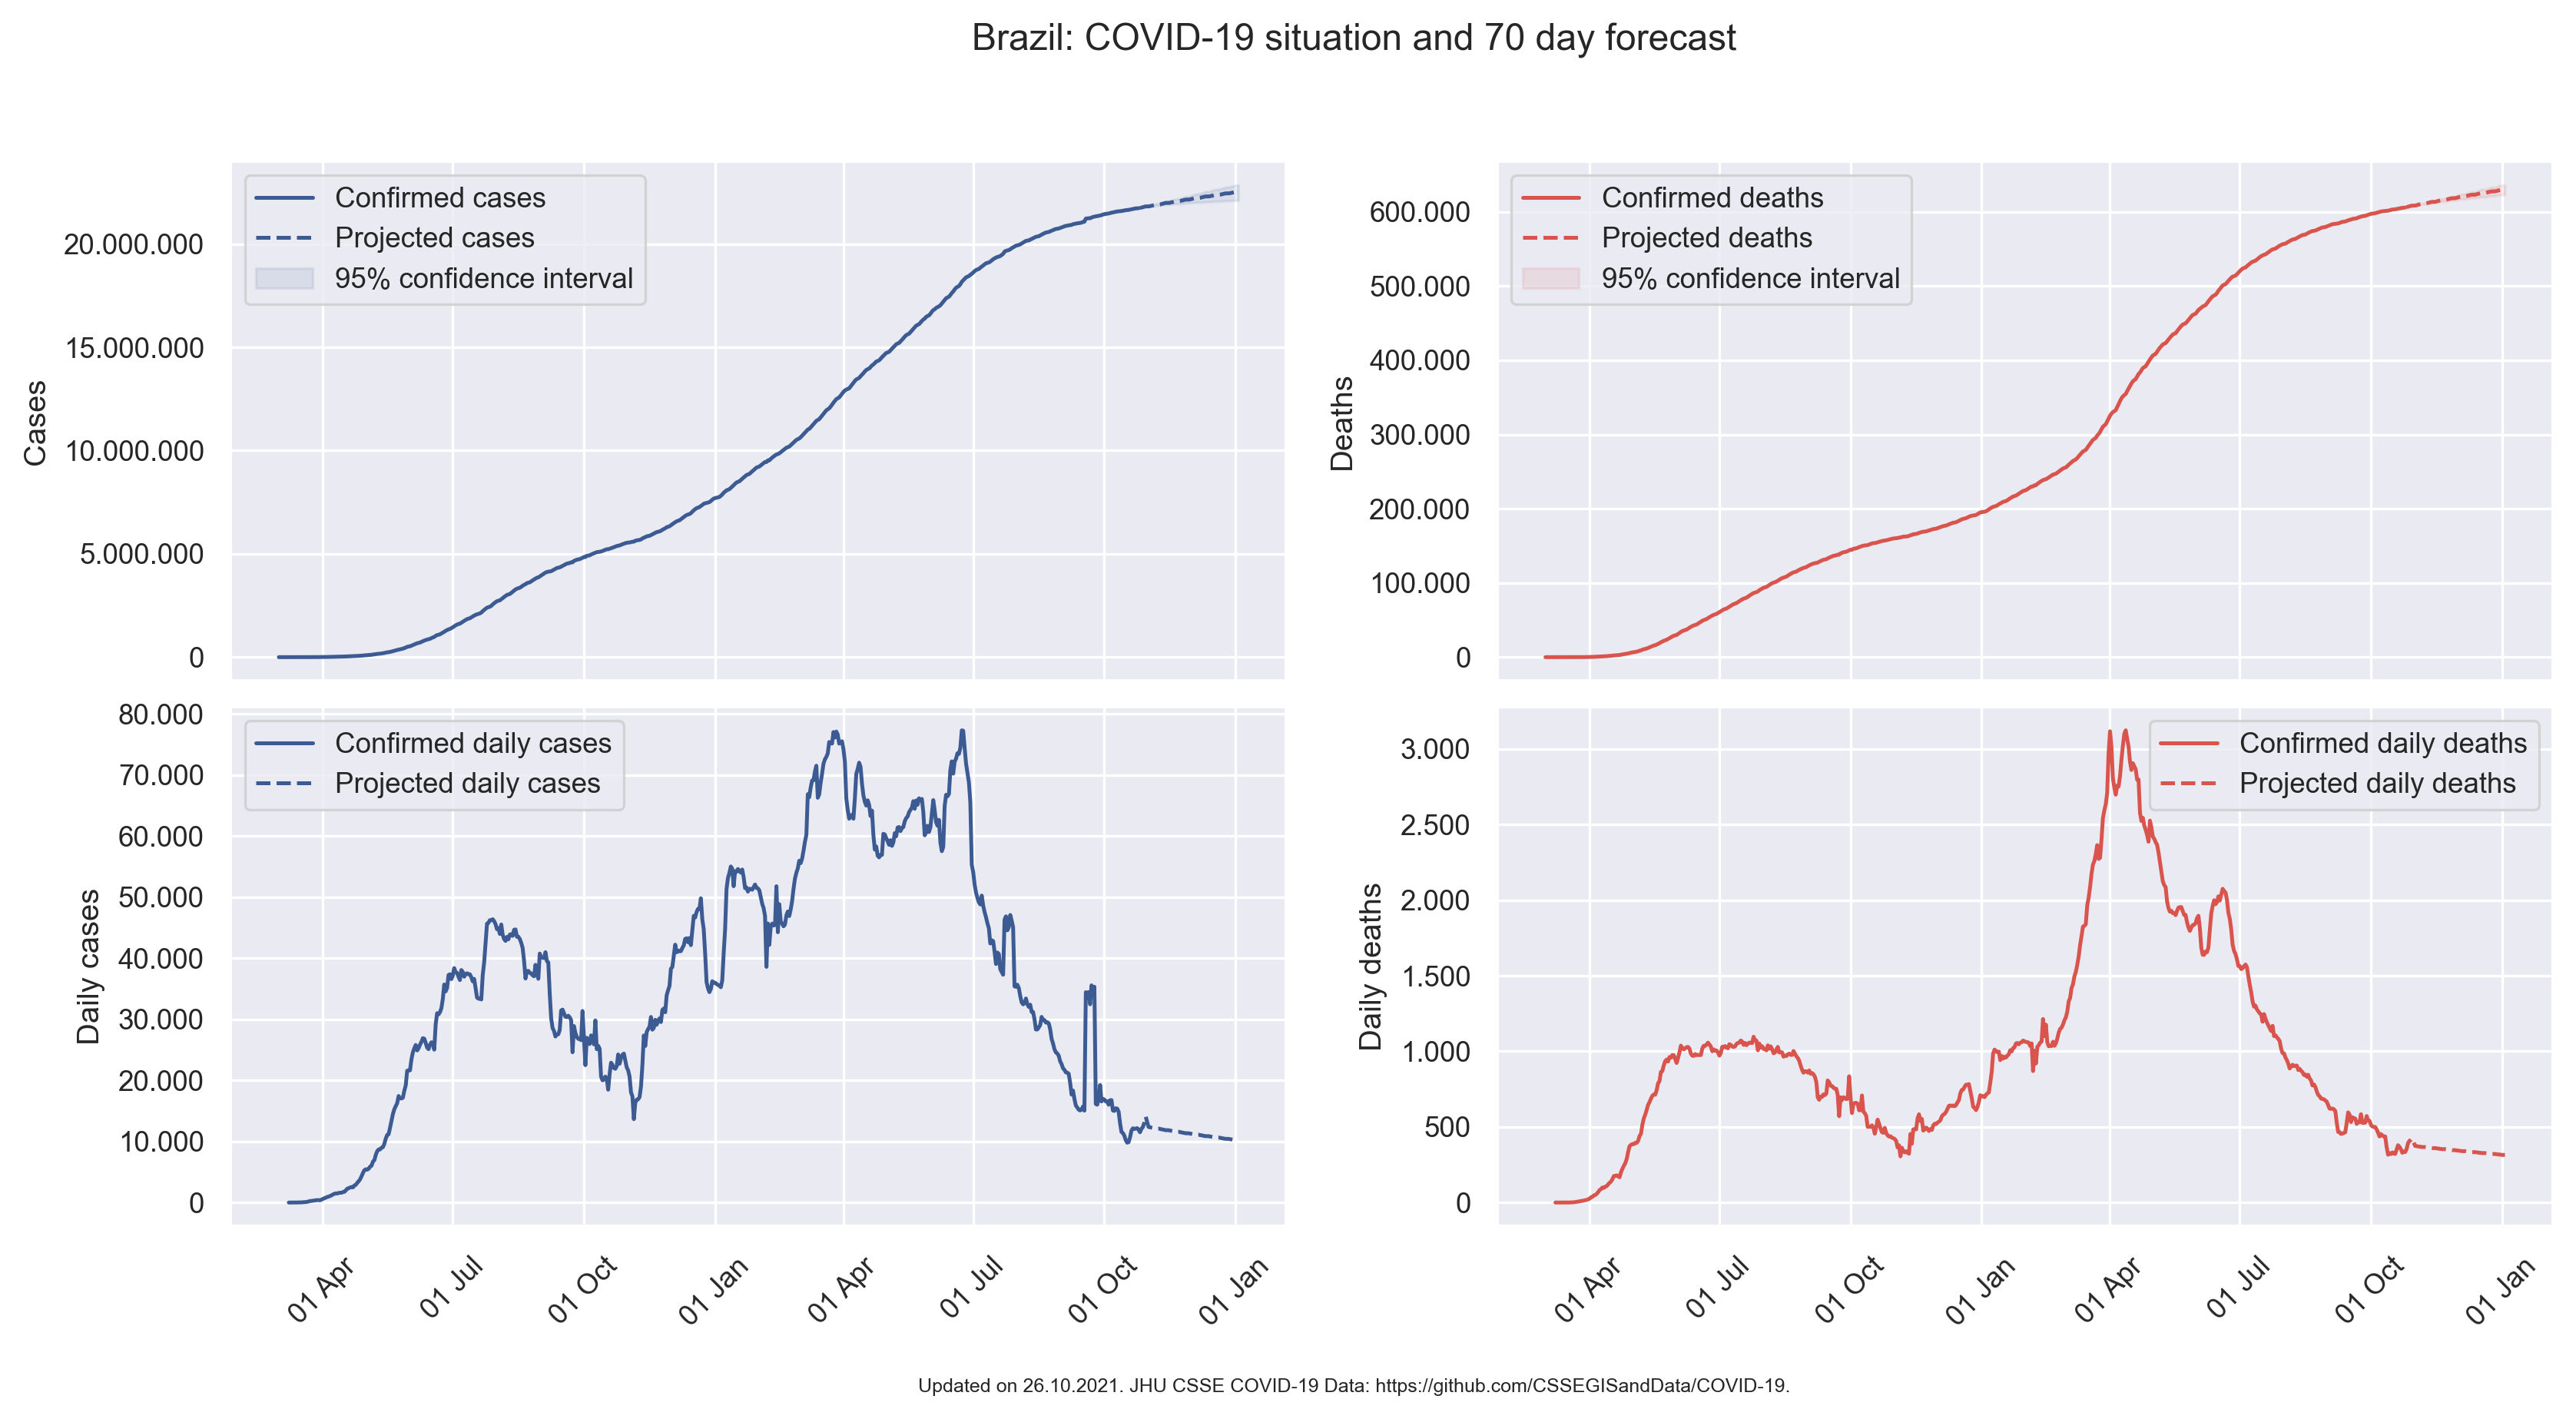 Brazil: COVID-19 situation and 70 day forecast
Confirmed cases
Projected cases
95% confidence interval
20.000.000
15.000.000
10.000.000
5.000.000
0
Cases
Confirmed deaths
Projected deaths
95% confidence interval
600.000
500.000
400.000
300.000
200.000
100.000
0
Deaths
Confirmed daily cases
Projected daily cases
80.000
70.000
60.000
50.000
40.000
30.000
20.000
10.000
0
Daily cases
01 Apr
01 Jul
01 Oct
01 Jan
01 Apr
01 Jul
01 Oct
01 Jan
Confirmed daily deaths
Projected daily deaths
3.000
2.500
2.000
1.500
1.000
500
0
Daily deaths
01 Apr
01 Jul
01 Oct
01 Jan
01 Apr
01 Jul
01 Oct
01 Jan
Updated on 26.10.2021. JHU CSSE COVID-19 Data: https://github.com/CSSEGISandData/COVID-19.